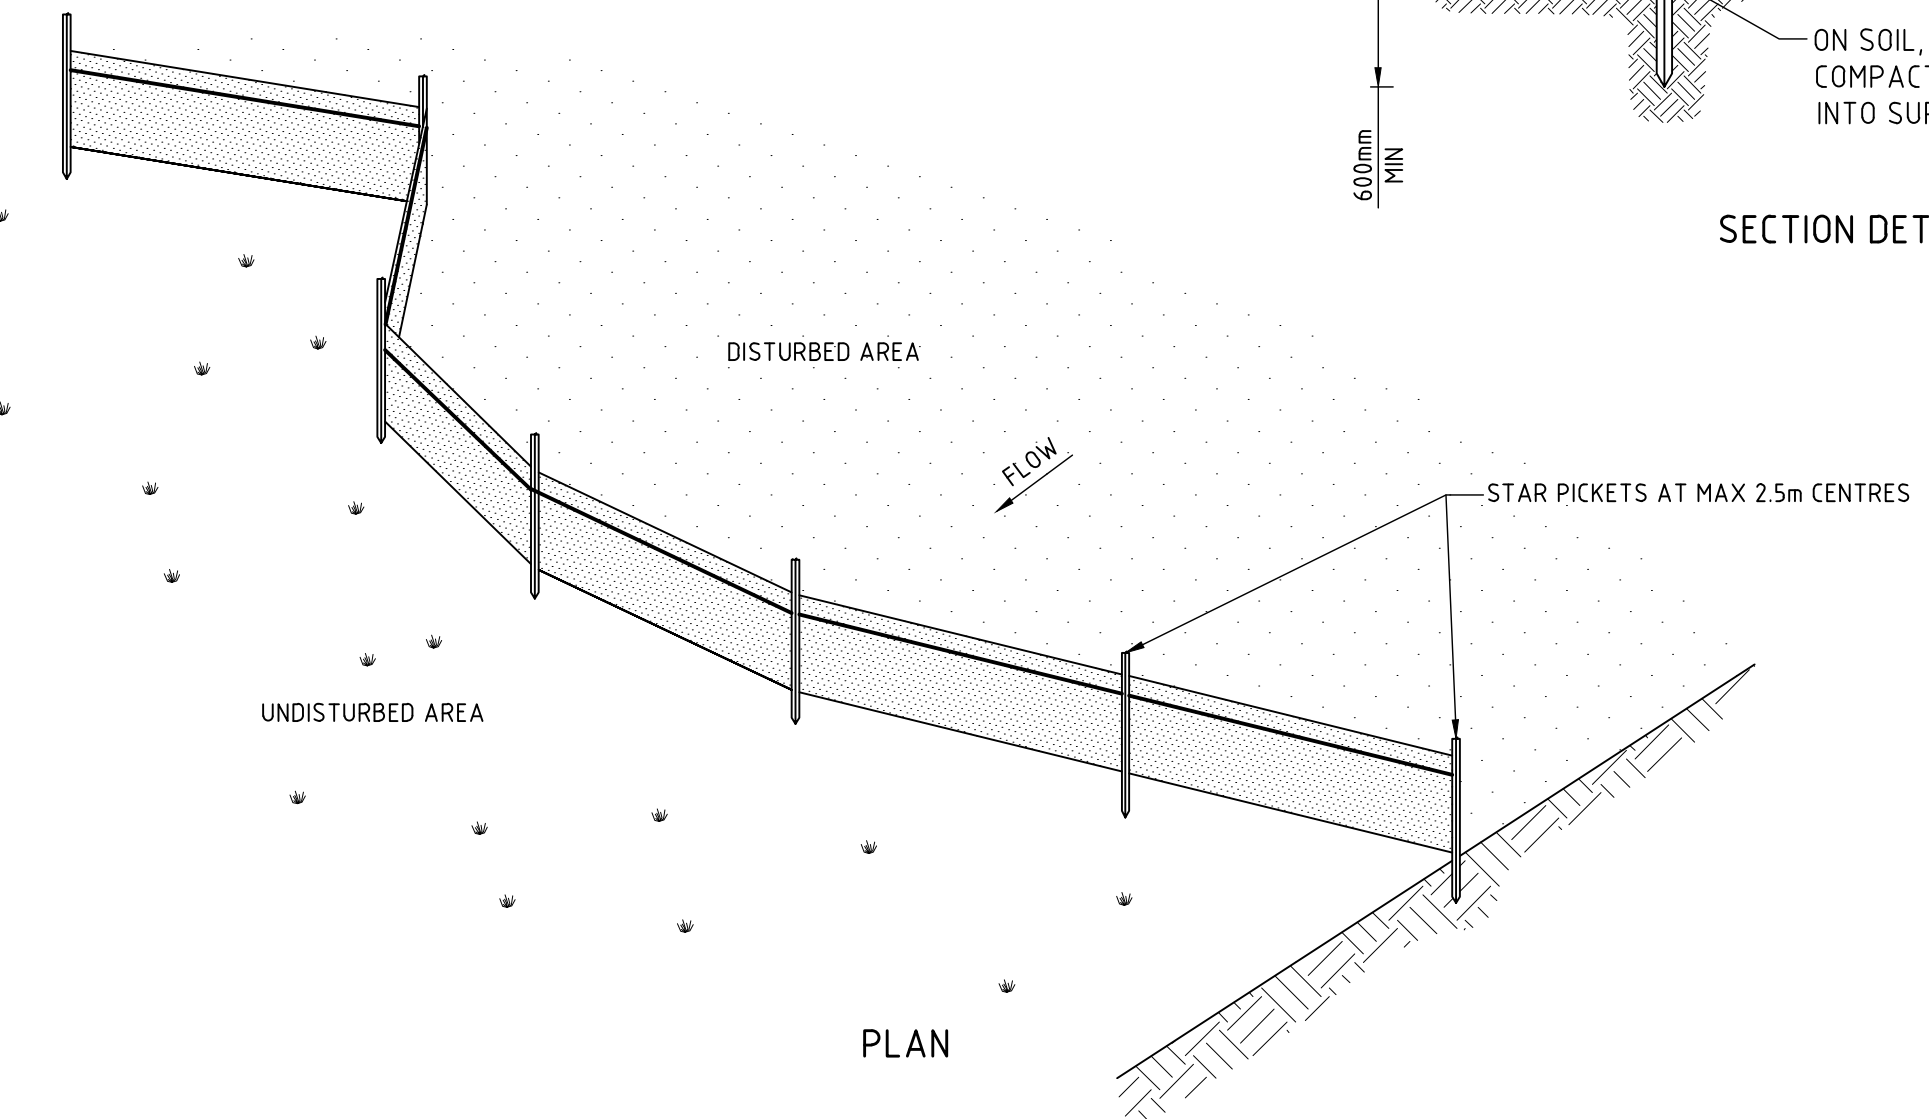 ON SOIL,
COMPACT
INTO SUR
600mm
MIN
SECTION DET
DISTURBED AREA
FLOW
STAR PICKETS AT MAX 2.5m CENTRES
UNDISTURBED AREA
PLAN